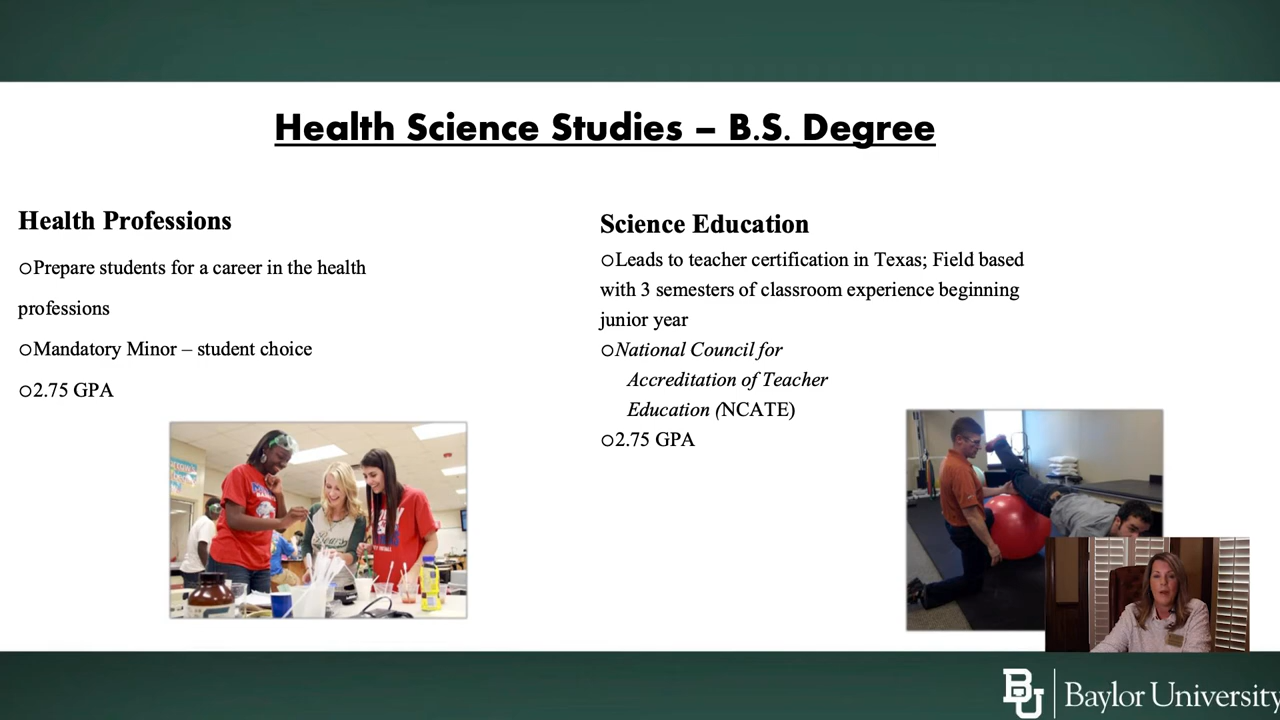 Health Science Studies – B.S. Degree
Health Professions
○Prepare students for a career in the health
professions
○Mandatory Minor – student choice
○2.75 GPA
Science Education
○Leads to teacher certification in Texas; Field based
with 3 semesters of classroom experience beginning
junior year
○National Council for
Accreditation of Teacher
Education (NCATE)
○2.75 GPA
Bears
BU Baylor University